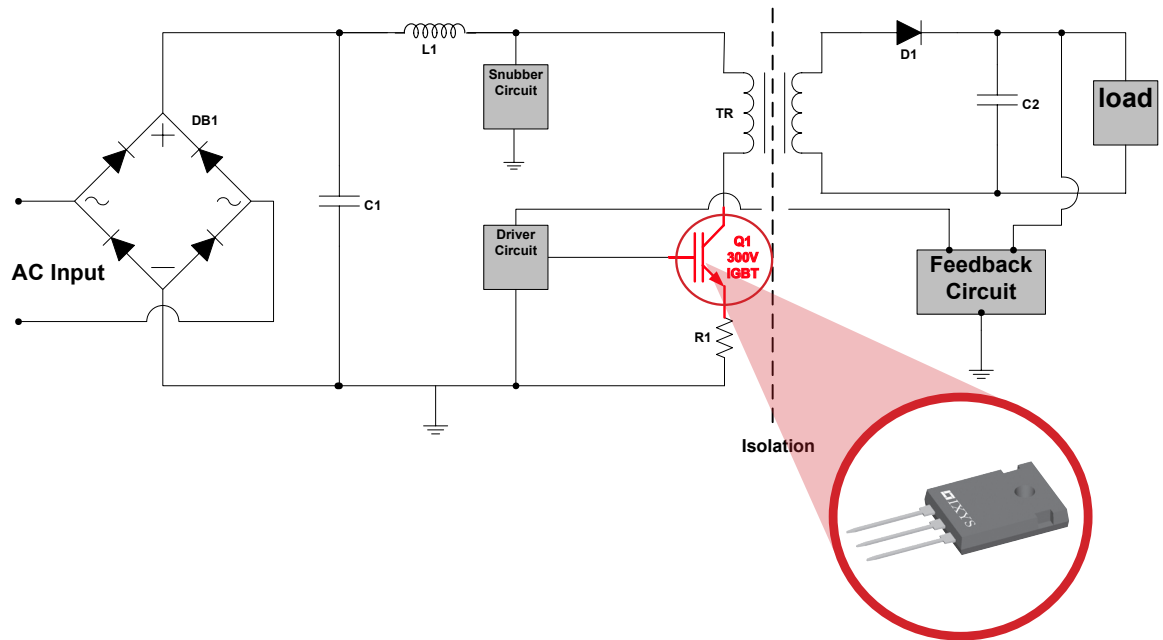 L1
Snubber
Circuit
D1
DB1
TR
C2
load
C1
AC Input
Driver
Circuit
Q1
300V
IGBT
Feedback
Circuit
R1
Isolation
IXYS